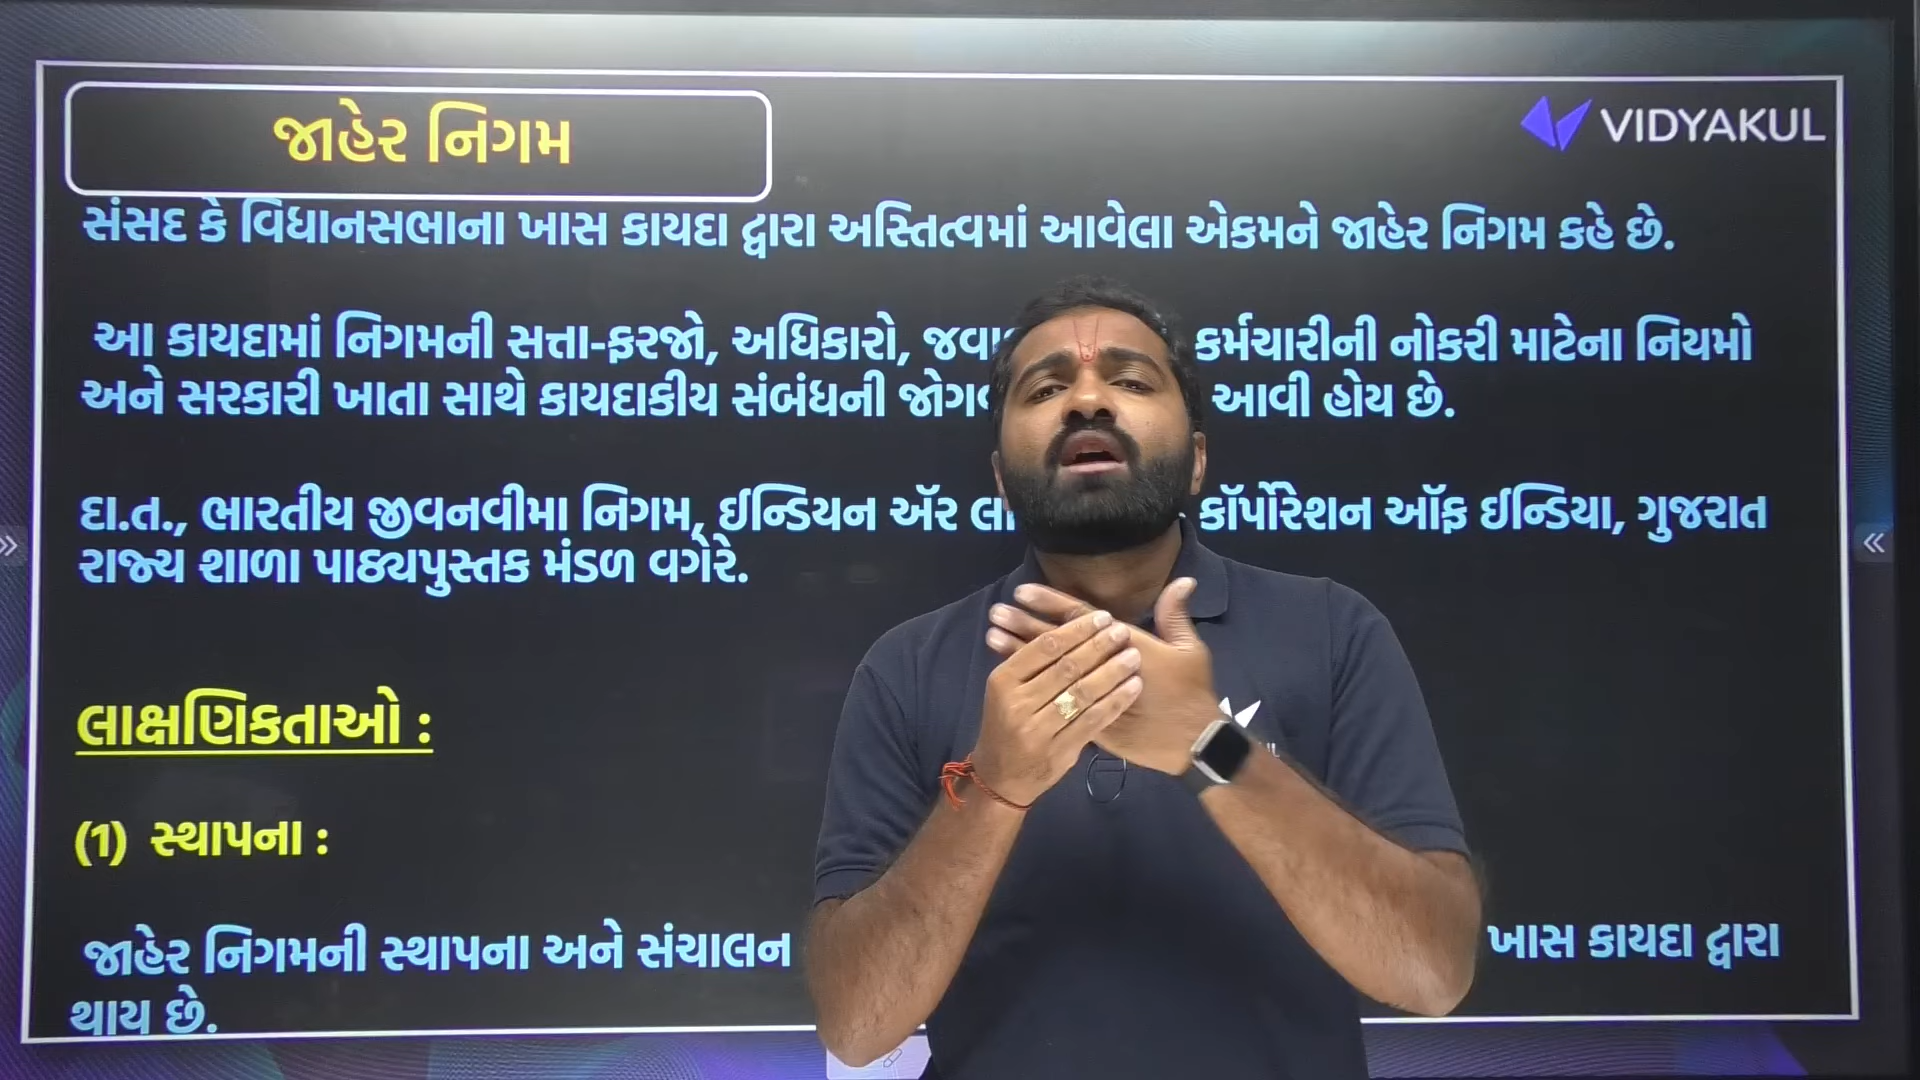 જાહેર નિગમ
VIDYAKUL
સંસદ કે વિધાનસભાના ખાસ કાયદા દ્વારા અસ્તિત્વમાં આવેલા એકમને જાહેર નિગમ કહે છે.
આ કાયદામાં નિગમની સત્તા-ફરજો, અધિકારો, કર્મચારીની નોકરી માટેના નિયમો
અને સરકારી ખાતા સાથે કાયદાકીય સંબંધની આવી હોય છે.
દા.ત., ભારતીય જીવનવીમા નિગમ, ઈન્ડિયન ઍર કૉર્પોરેશન ઑફ ઈન્ડિયા, ગુજરાત
રાજ્ય શાળા પાઠ્યપુસ્તક મંડળ વગેરે.
લાક્ષણિકતાઓ :
(1) સ્થાપના :
જાહેર નિગમની સ્થાપના અને સંચાલન ખાસ કાયદા દ્વારા
થાય છે.